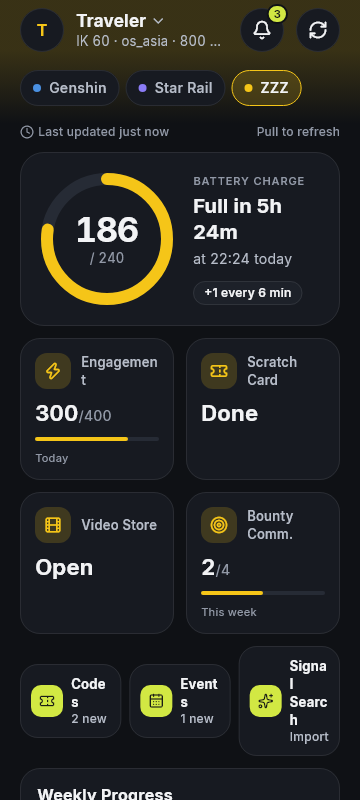 T
Traveler
IK 60 · os_asia · 800 ...
3
Genshin
Star Rail
ZZZ
Last updated just now
Pull to refresh
186
/ 240
BATTERY CHARGE
Full in 5h
24m
at 22:24 today
+1 every 6 min
Engagemen
t
300/400
Today
Scratch
Card
Done
Video Store
Open
Bounty
Comm.
2/4
This week
Code
s
2 new
Event
s
1 new
Signa
l
Searc
h
Import
Weekly Progress